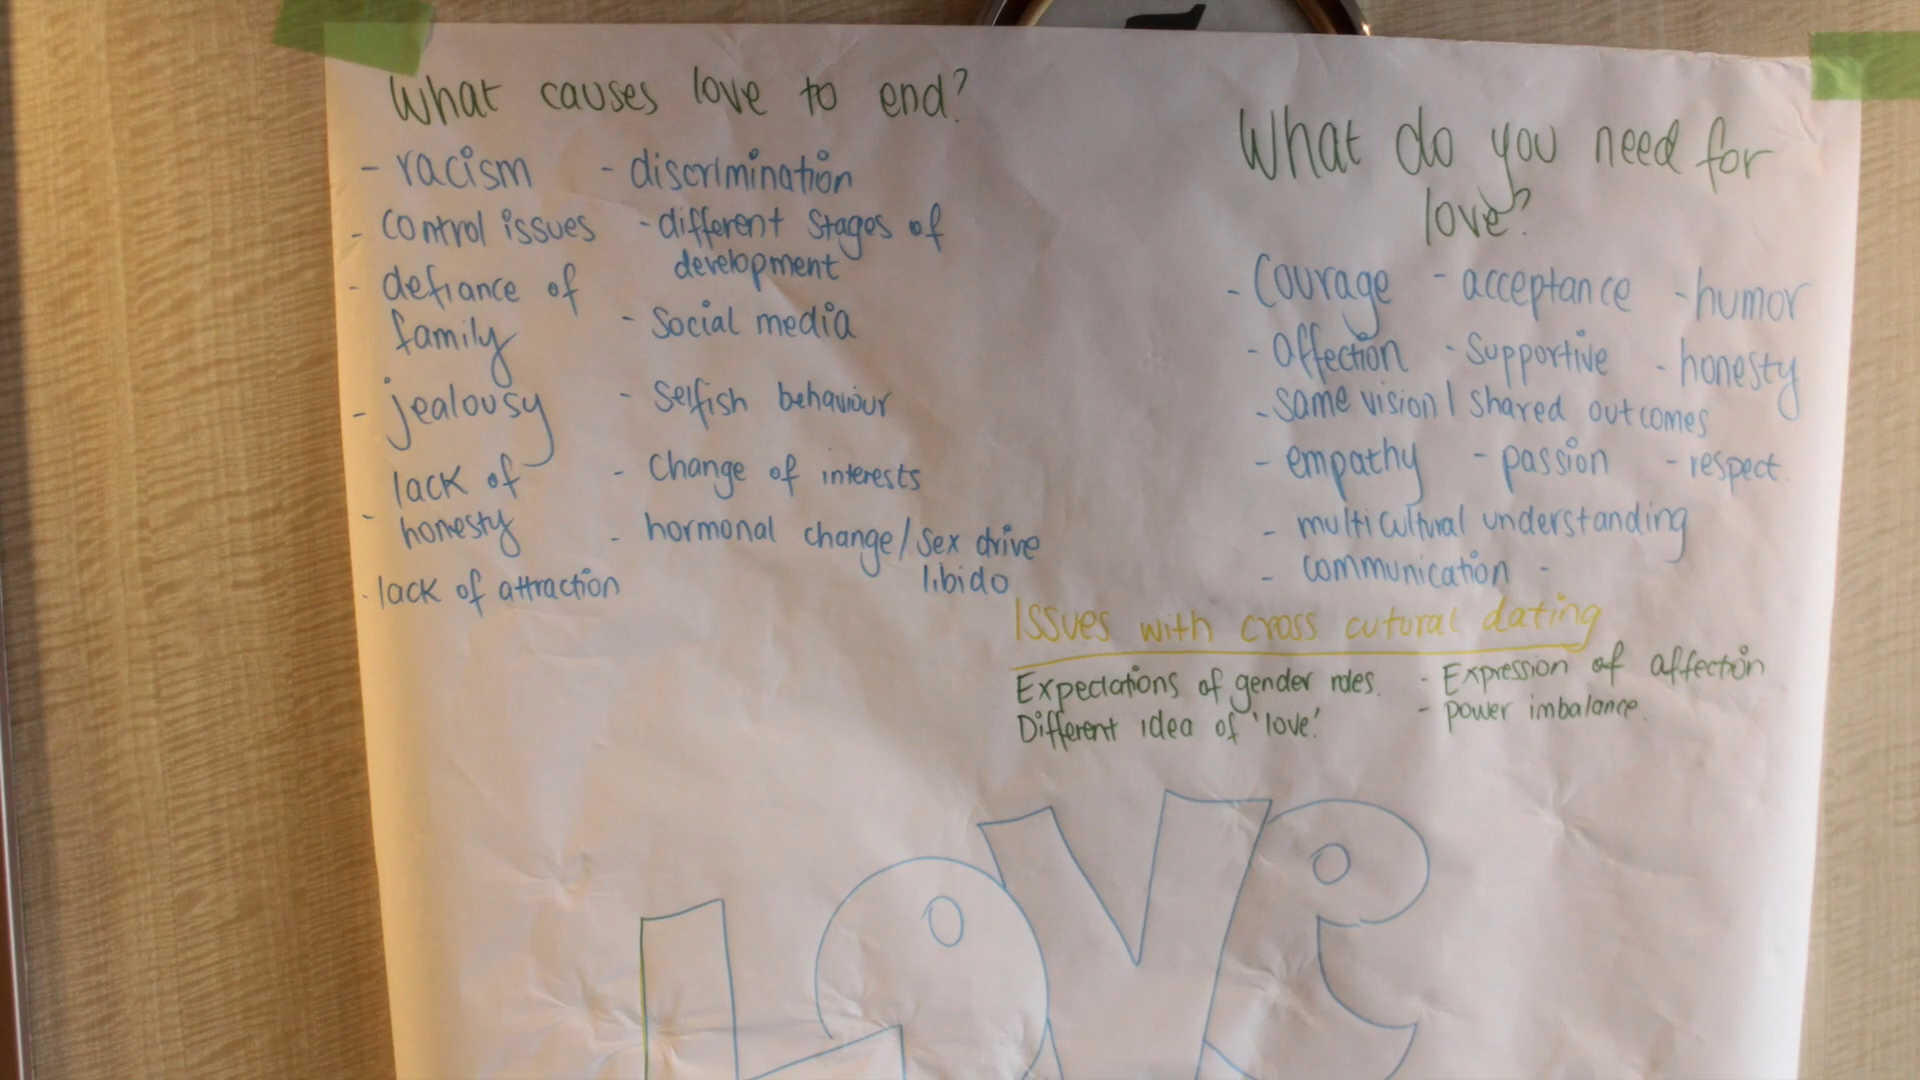 What causes love to end?
- racism - discrimination
- control issues - different stages of
development
- defiance of
family
- Social media
- jealousy - Selfish behaviour
- lack of
honesty
- Change of interests
- hormonal change/sex drive
libido
- lack of attraction
What do you need for
love?
- Courage - acceptance - humor
- affection - Supportive - honesty
- same vision / shared outcomes
- empathy - passion - respect.
- multicultural understanding
- communication -
Issues with cross cutural dating
Expectations of gender roles. - Expression of affection
Different idea of 'love'. - power imbalance.
LOVE